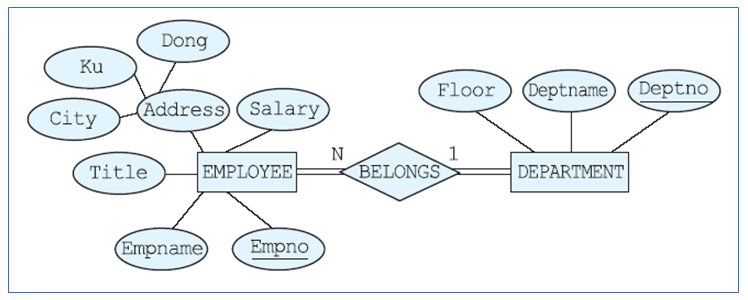 Dong
Ku
City
Address
Salary
Title
EMPLOYEE
Empname
Empno
N
BELONGS
1
Floor
Deptname
Deptno
DEPARTMENT